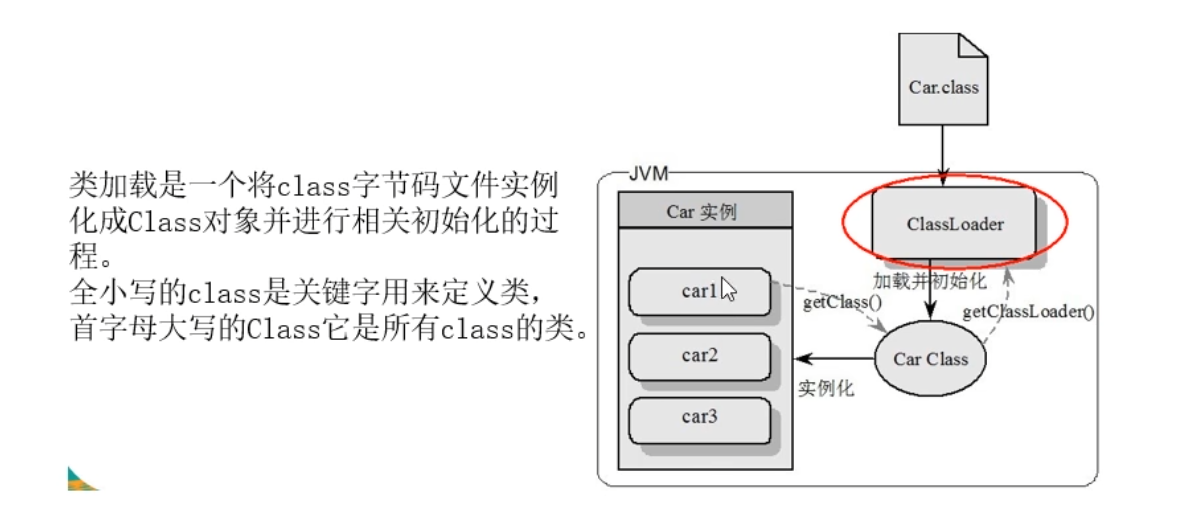 类加载是一个将class字节码文件实例
化成Class对象并进行相关初始化的过
程。
全小写的class是关键字用来定义类,
首字母大写的Class它是所有class的类。
Car.class
JVM
ClassLoader
Car 实例
加载并初始化
car1
getClass()
getClassLoader()
car2
Car Class
实例化
car3